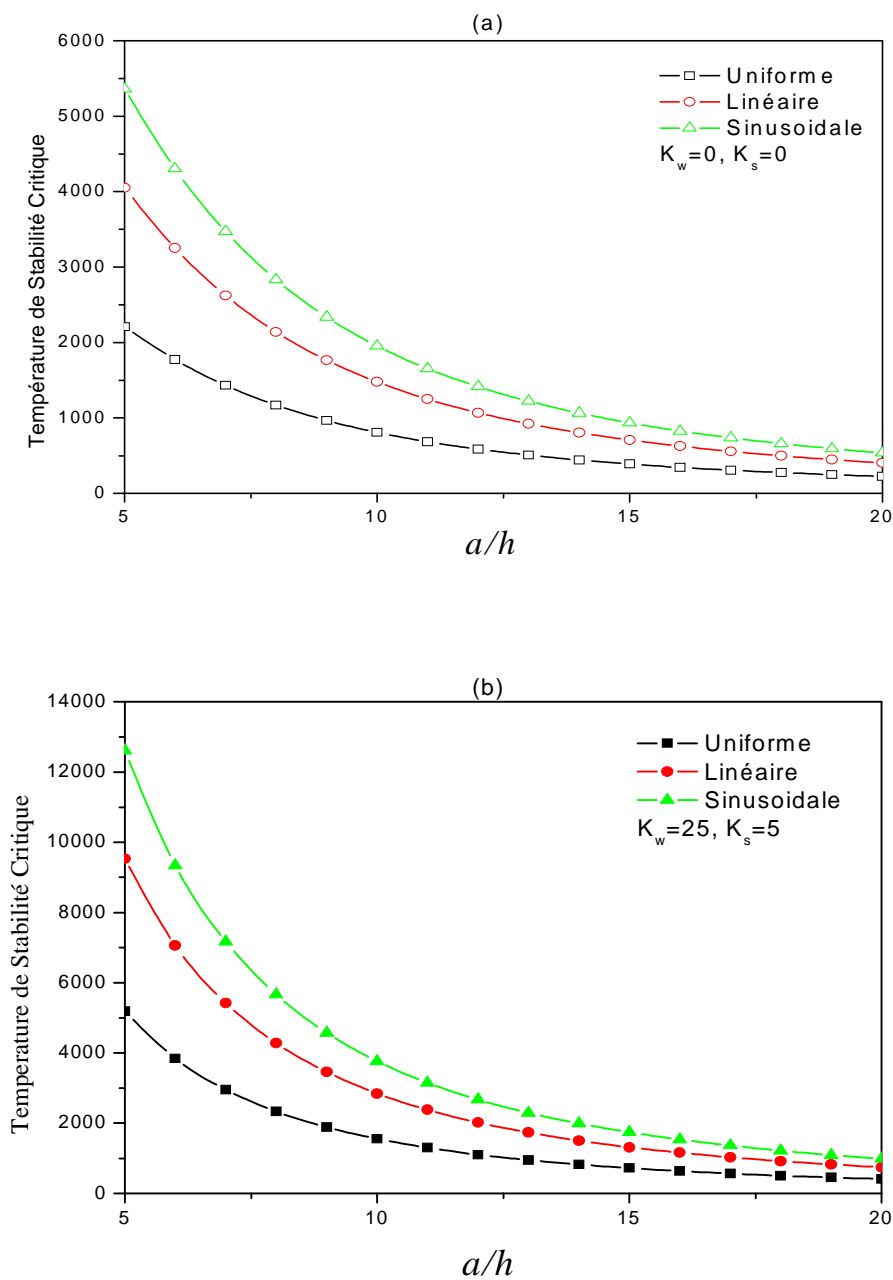 (a)
6000
5000
4000
3000
2000
1000
0
Température de Stabilité Critique
Uniforme
Linéaire
Sinusoidale
K_w=0, K_s=0
5 10 15 20
a/h
(b)
14000
12000
10000
8000
6000
4000
2000
0
Temperature de Stabilité Critique
Uniforme
Linéaire
Sinusoidale
K_w=25, K_s=5
5 10 15 20
a/h